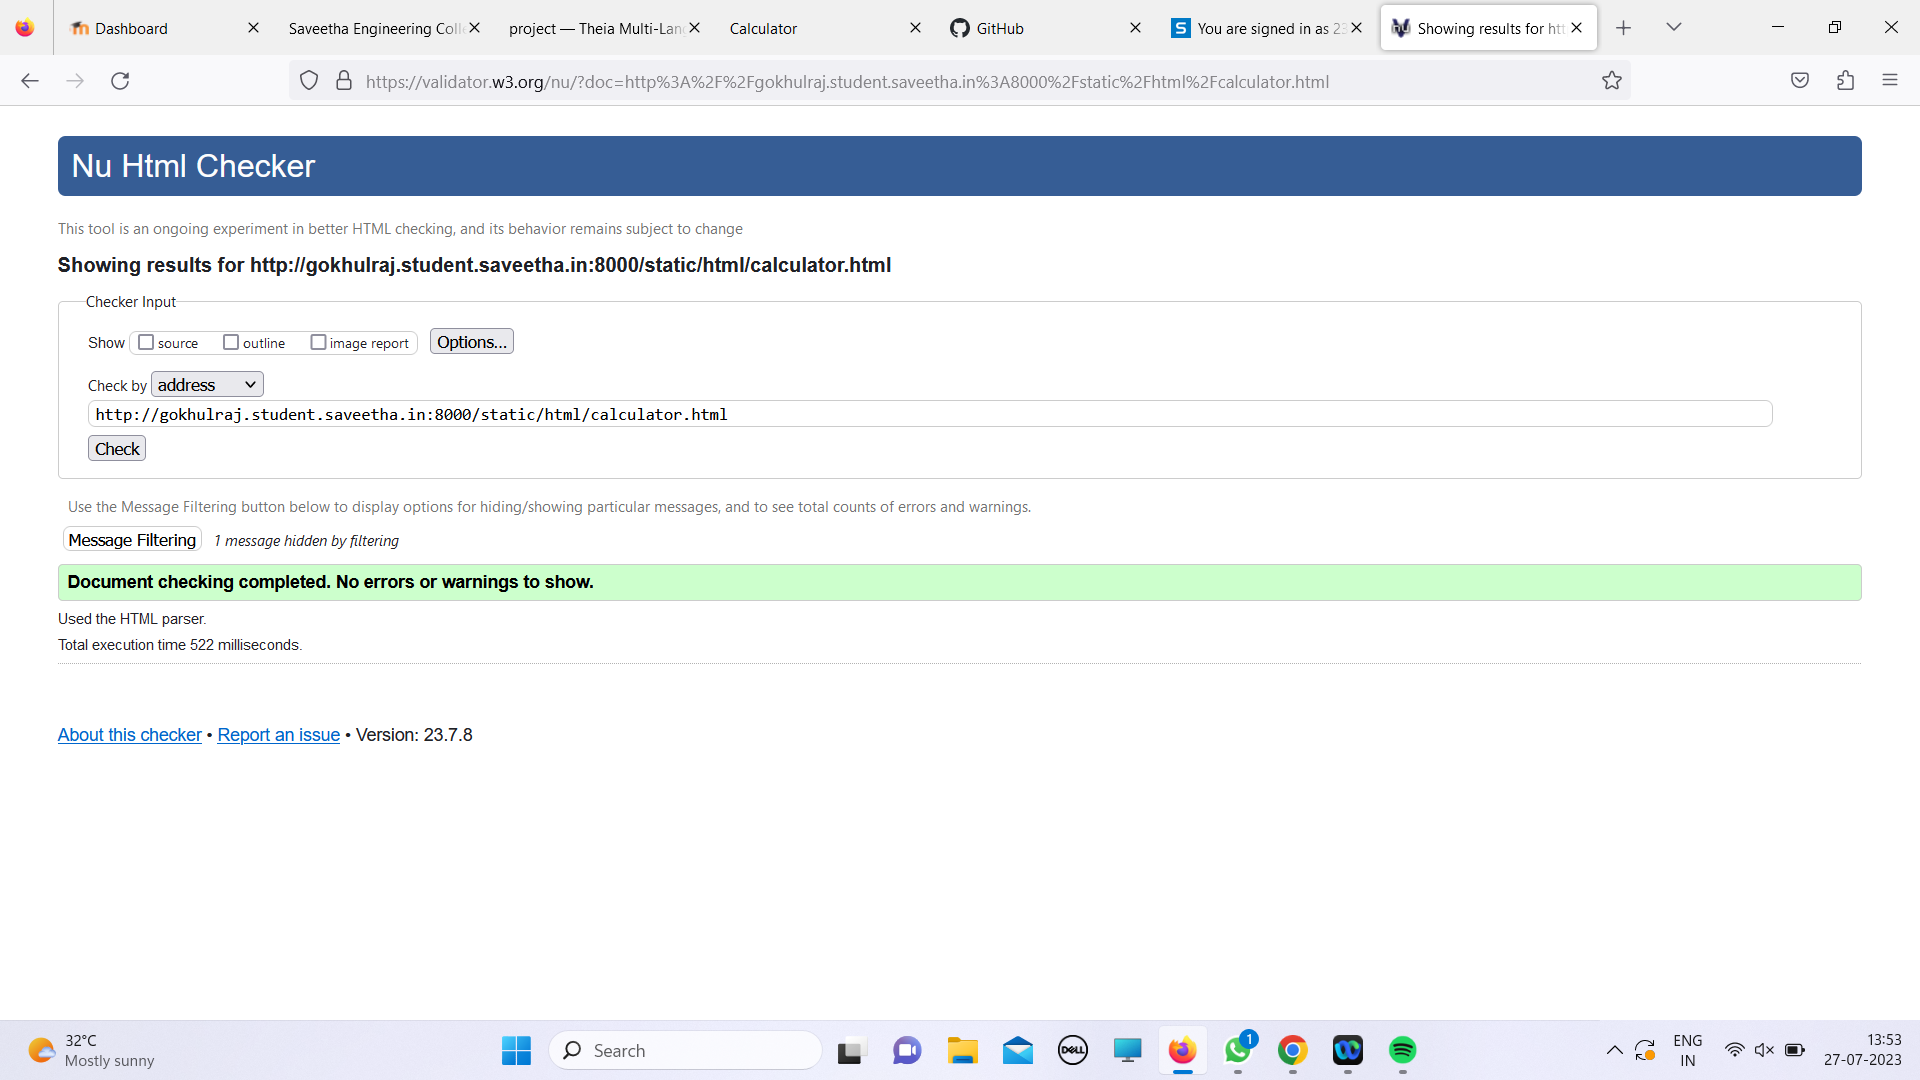 Dashboard
Saveetha Engineering Colle
project — Theia Multi-Lan
Calculator
GitHub
You are signed in as 23
Showing results for htt
https://validator.w3.org/nu/?doc=http%3A%2F%2Fgokhulraj.student.saveetha.in%3A8000%2Fstatic%2Fhtml%2Fcalculator.html
Nu Html Checker
This tool is an ongoing experiment in better HTML checking, and its behavior remains subject to change
Showing results for http://gokhulraj.student.saveetha.in:8000/static/html/calculator.html
Checker Input
Show source outline image report Options...
Check by address
http://gokhulraj.student.saveetha.in:8000/static/html/calculator.html
Check
Use the Message Filtering button below to display options for hiding/showing particular messages, and to see total counts of errors and warnings.
Message Filtering 1 message hidden by filtering
Document checking completed. No errors or warnings to show.
Used the HTML parser.
Total execution time 522 milliseconds.
About this checker • Report an issue • Version: 23.7.8
32°C
Mostly sunny
Search
DELL
1
ENG
IN
13:53
27-07-2023